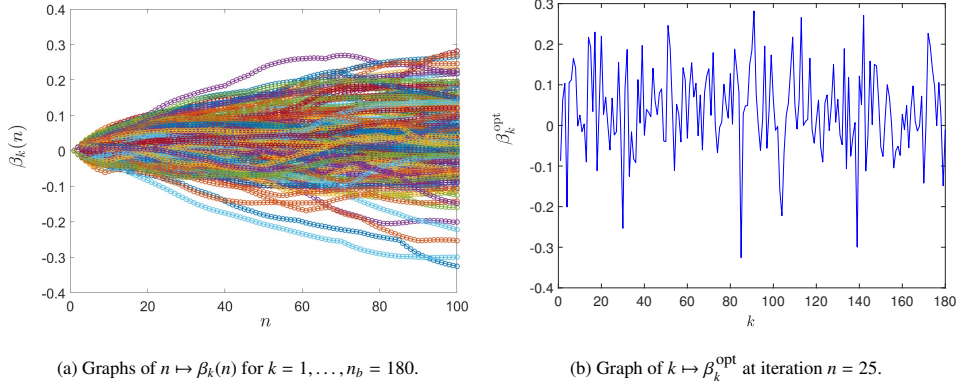 0.4
0.3
0.2
0.1
0
-0.1
-0.2
-0.3
-0.4
β_k(n)
0 20 40 60 80 100
n
0.3
0.2
0.1
0
-0.1
-0.2
-0.3
-0.4
β_k^opt
0 20 40 60 80 100 120 140 160 180
k
(a) Graphs of n ↦ β_k(n) for k = 1, . . . , n_b = 180.
(b) Graph of k ↦ β_k^opt at iteration n = 25.